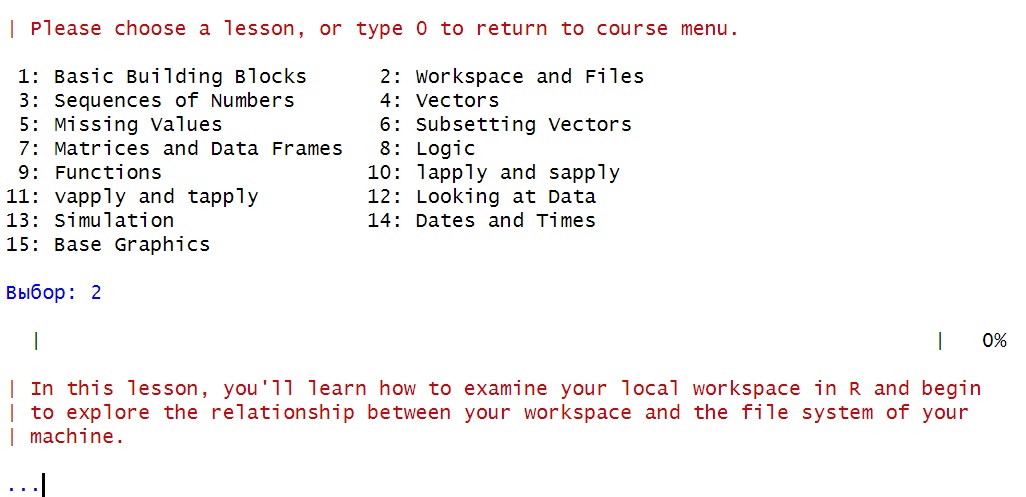 | Please choose a lesson, or type 0 to return to course menu.
1: Basic Building Blocks 2: Workspace and Files
3: Sequences of Numbers 4: Vectors
5: Missing Values 6: Subsetting Vectors
7: Matrices and Data Frames 8: Logic
9: Functions 10: lapply and sapply
11: vapply and tapply 12: Looking at Data
13: Simulation 14: Dates and Times
15: Base Graphics
Выбор: 2
| | 0%
| In this lesson, you'll learn how to examine your local workspace in R and begin
| to explore the relationship between your workspace and the file system of your
| machine.
...